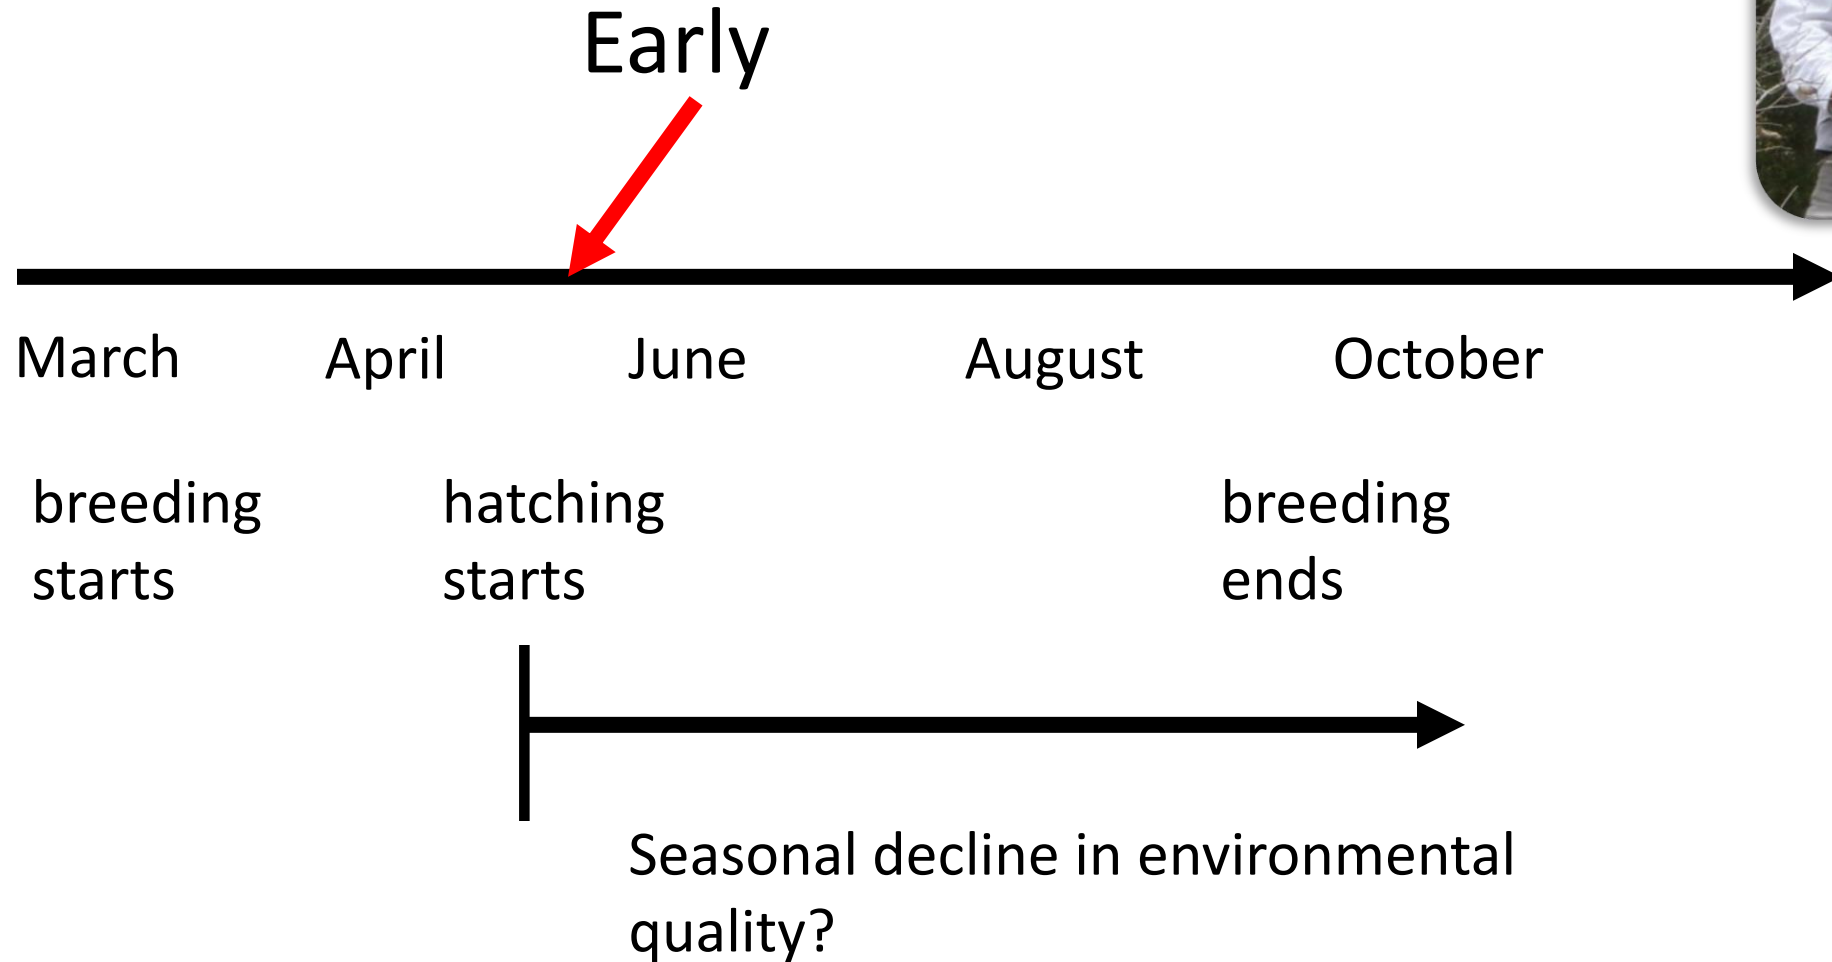 Early
March April June August October
breeding hatching breeding
starts starts ends
Seasonal decline in environmental
quality?